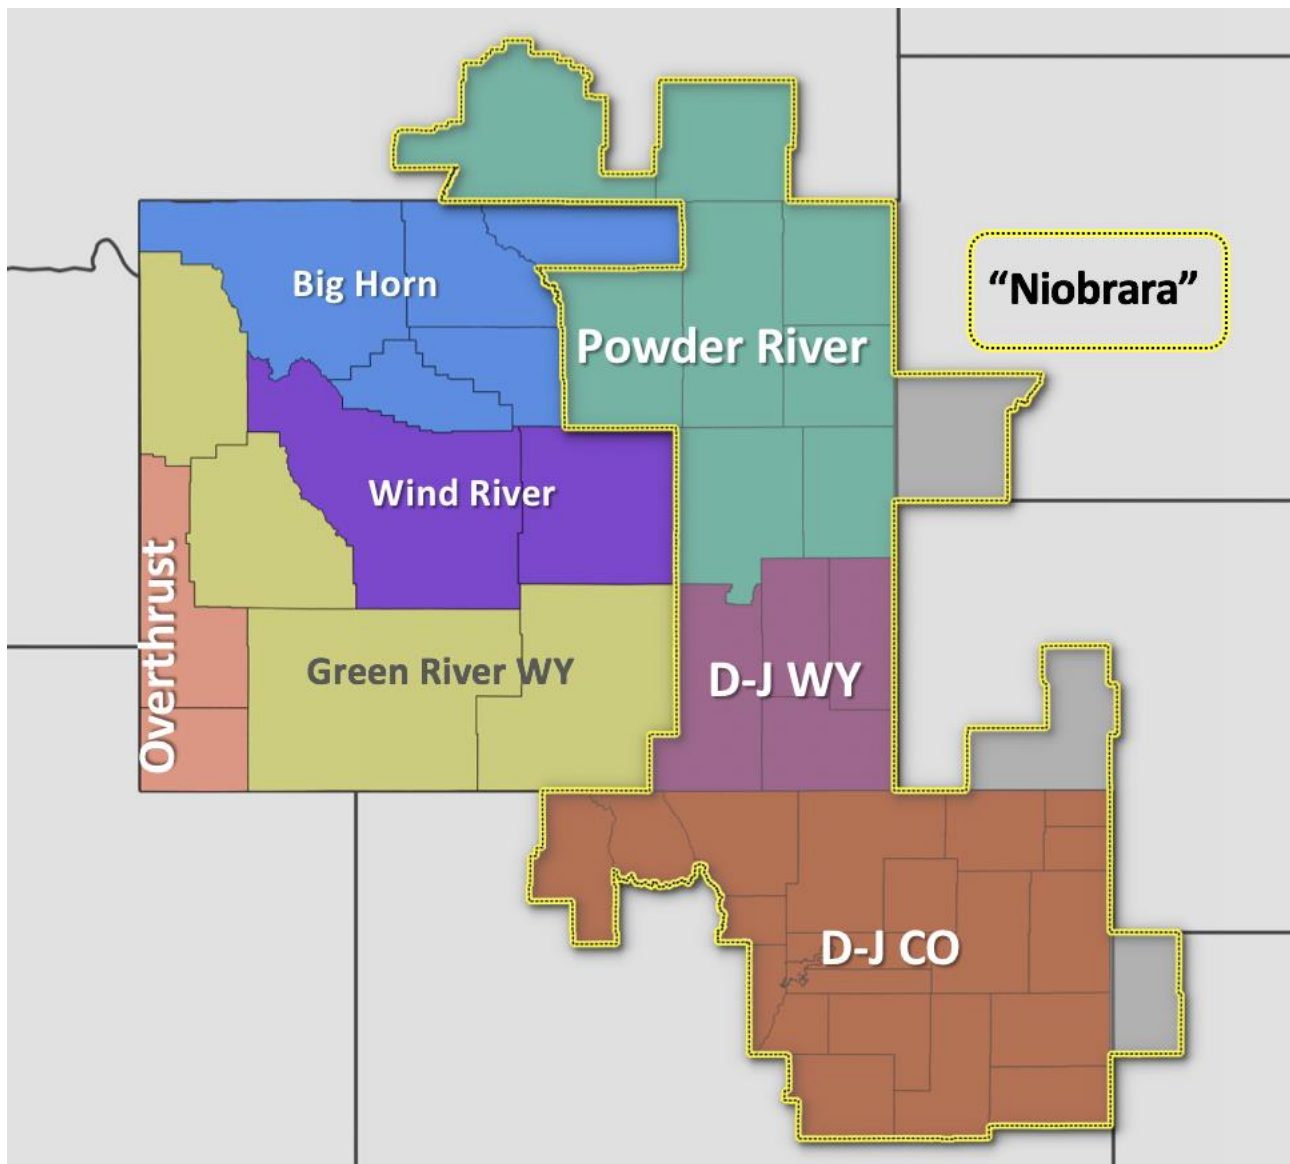 Big Horn
“Niobrara”
Powder River
Wind River
Overthrust
Green River WY
D-J WY
D-J CO